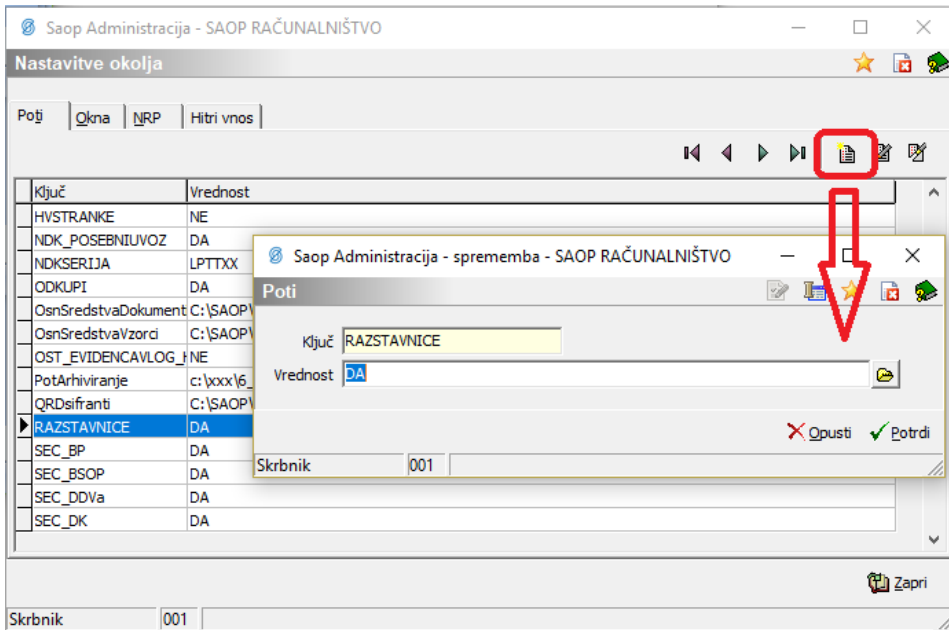 Saop Administracija - SAOP RAČUNALNIŠTVO
Nastavitve okolja
Poti Okna NRP Hitri vnos
Ključ Vrednost
HVSTRANKE NE
NDK_POSEBNIUVOZ DA
NDKSERIJA LPTTXX
ODKUPI DA
OsnSredstvaDokument C:\SAOP\
OsnSredstvaVzorci C:\SAOP\
OST_EVIDENCAVLOG_ NE
PotArhiviranje c:\xxx\6_
QRDsifranti C:\SAOP\
RAZSTAVNICE DA
SEC_BP DA
SEC_BSOP DA
SEC_DDVa DA
SEC_DK DA
Saop Administracija - sprememba - SAOP RAČUNALNIŠTVO
Poti
Ključ RAZSTAVNICE
Vrednost DA
Opusti Potrdi
Skrbnik 001
Zapri
Skrbnik 001